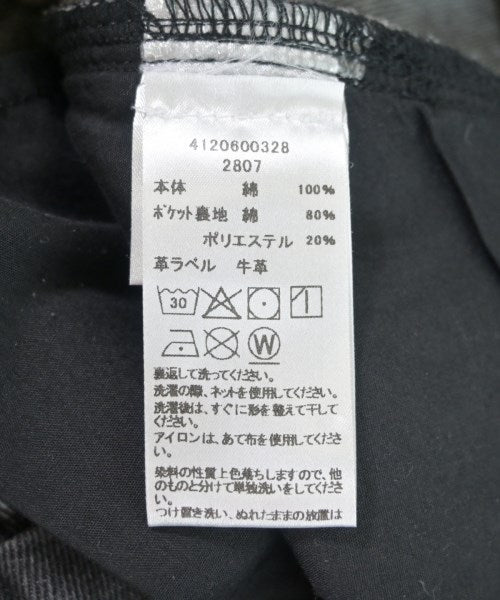 4120600328
2807
本体 綿 100%
ポケット裏地 綿 80%
ポリエステル 20%
革ラベル 牛革
30
W
裏返して洗ってください。
洗濯の際、ネットを使用してください。
洗濯後は、すぐに形を整えて干して
ください。
アイロンは、あて布を使用してくださ
い。
染料の性質上色落ちしますので、他
のものと分けて単独洗いをしてくださ
い。
つけ置き洗い、ぬれたままの放置は